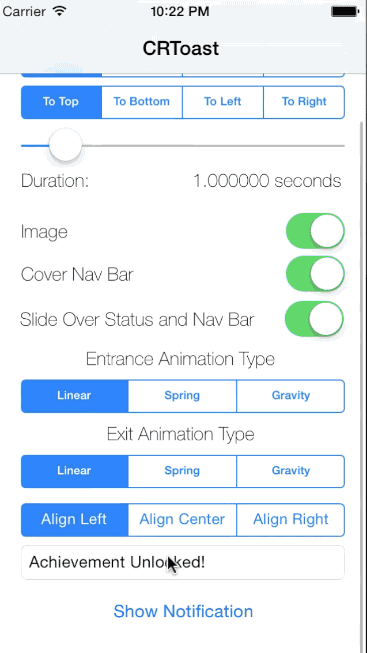 Carrier 10:22 PM
CRToast
To Top To Bottom To Left To Right
Duration: 1.000000 seconds
Image
Cover Nav Bar
Slide Over Status and Nav Bar
Entrance Animation Type
Linear Spring Gravity
Exit Animation Type
Linear Spring Gravity
Align Left Align Center Align Right
Achievement Unlocked!
Show Notification